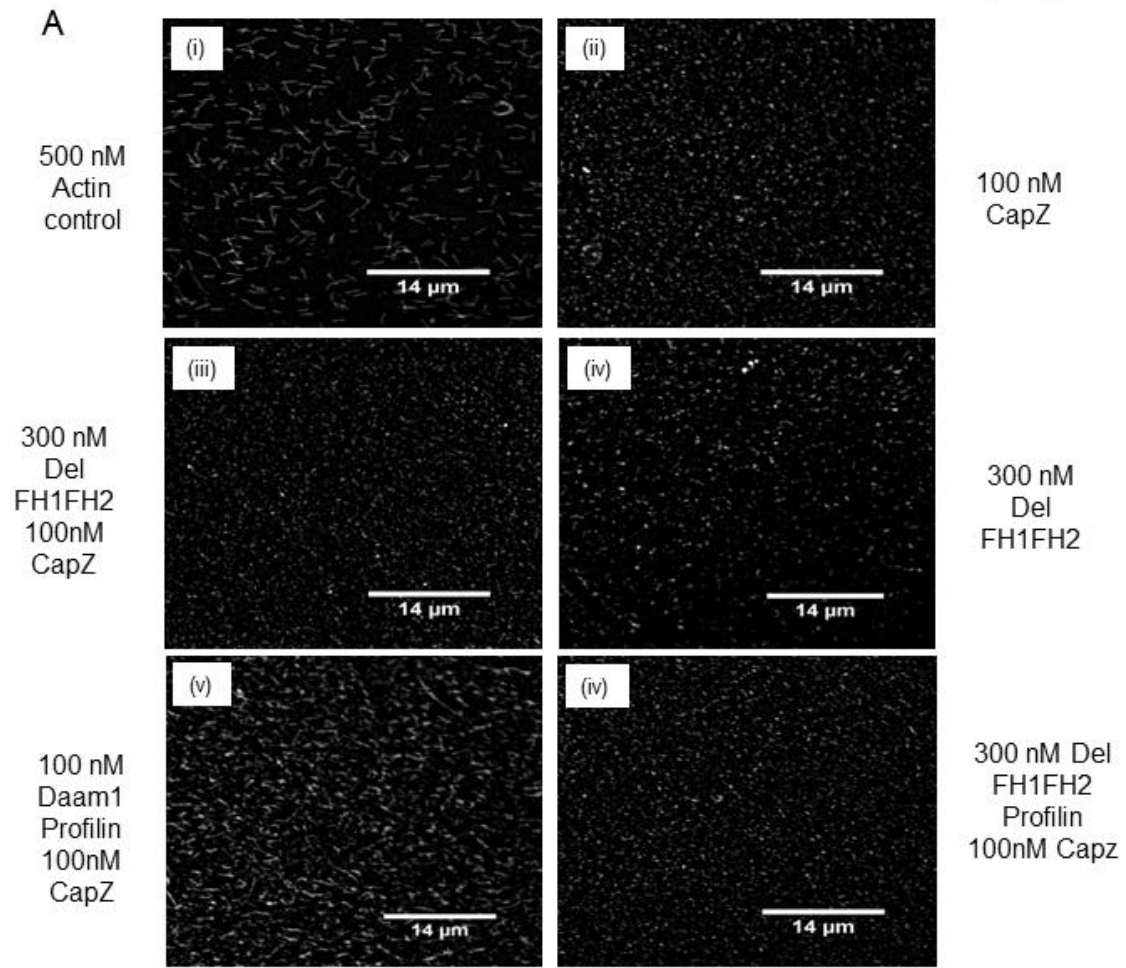 A
(i)
(ii)
500 nM
Actin
control
14 µm
14 µm
100 nM
CapZ
(iii)
(iv)
300 nM
Del
FH1FH2
100nM
CapZ
14 µm
14 µm
300 nM
Del
FH1FH2
(v)
(iv)
100 nM
Daam1
Profilin
100nM
CapZ
14 µm
14 µm
300 nM Del
FH1FH2
Profilin
100nM Capz